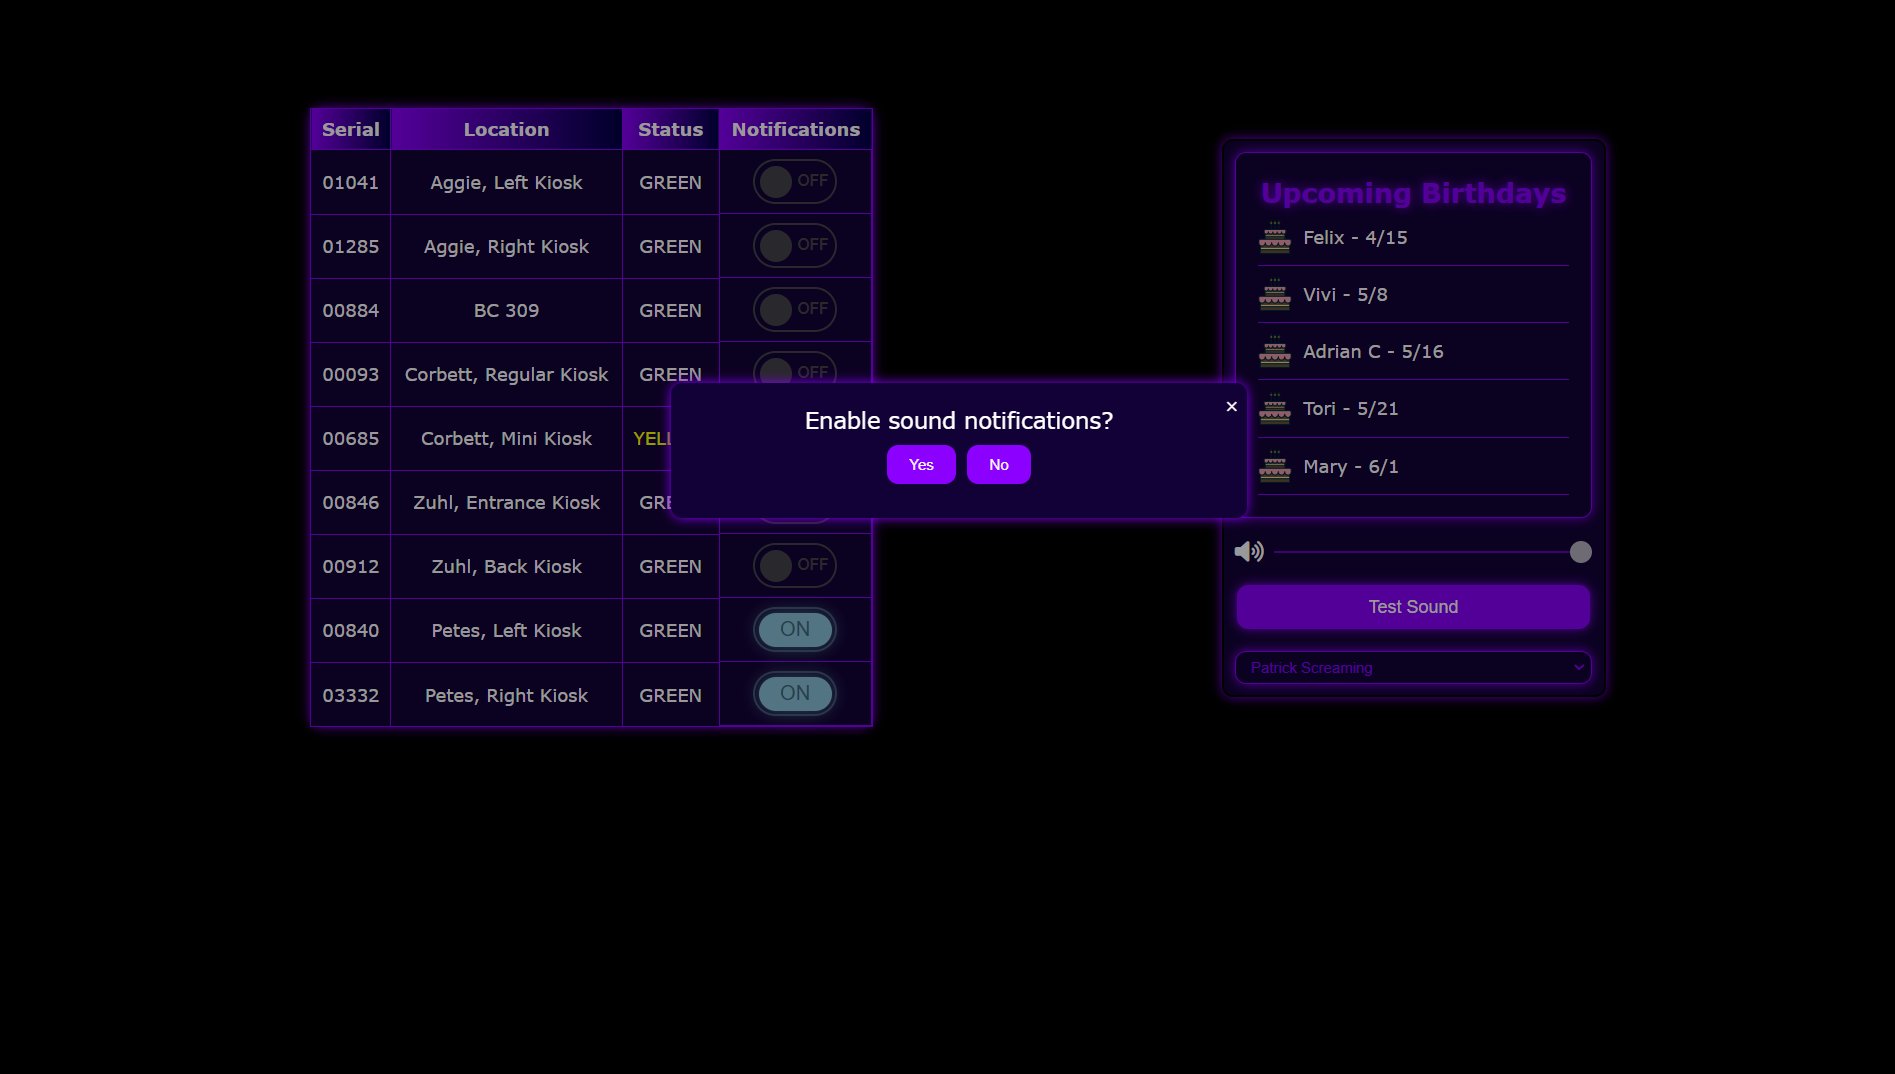 Serial Location Status Notifications
01041 Aggie, Left Kiosk GREEN OFF
01285 Aggie, Right Kiosk GREEN OFF
00884 BC 309 GREEN OFF
00093 Corbett, Regular Kiosk GREEN OFF
00685 Corbett, Mini Kiosk YELL
00846 Zuhl, Entrance Kiosk GRE
00912 Zuhl, Back Kiosk GREEN OFF
00840 Petes, Left Kiosk GREEN ON
03332 Petes, Right Kiosk GREEN ON
Enable sound notifications?
×
Yes No
Upcoming Birthdays
Felix - 4/15
Vivi - 5/8
Adrian C - 5/16
Tori - 5/21
Mary - 6/1
Test Sound
Patrick Screaming